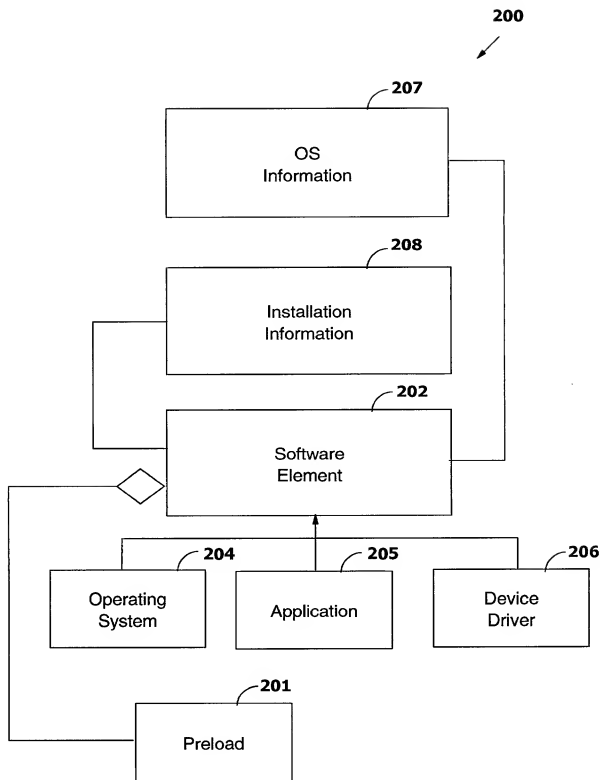 200
207
OS
Information
208
Installation
Information
202
Software
Element
204
Operating
System
205
Application
206
Device
Driver
201
Preload